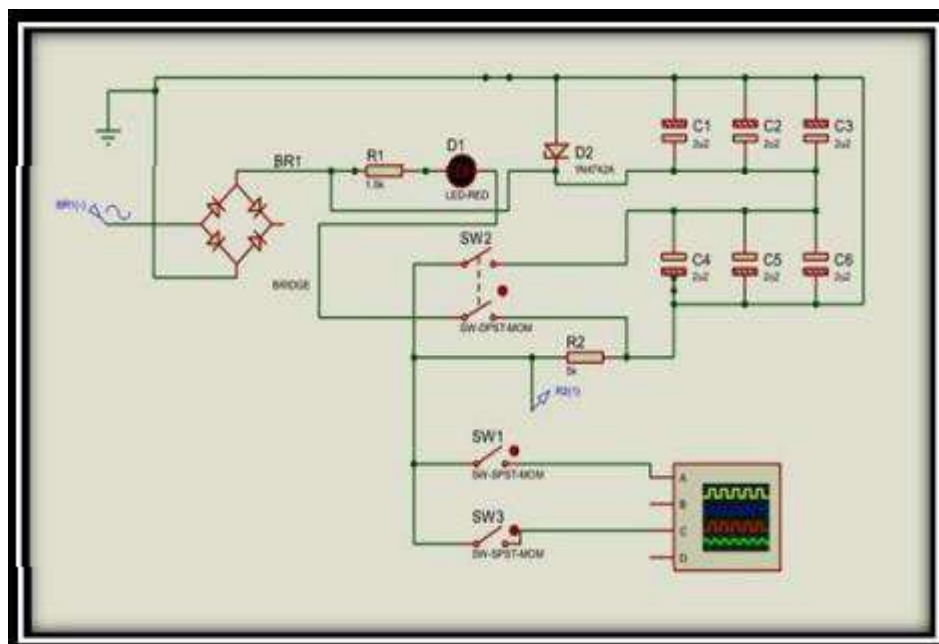 BR1
R1
1.8k
D1
LED-RED
D2
1N4742A
C1
2u2
C2
2u2
C3
2u2
BR1(-)
BRIDGE
SW2
SW-DPST-MOM
C4
2u2
C5
2u2
C6
2u2
R2
5k
R2(1)
SW1
SW-SPST-MOM
A
B
C
D
SW3
SW-SPST-MOM